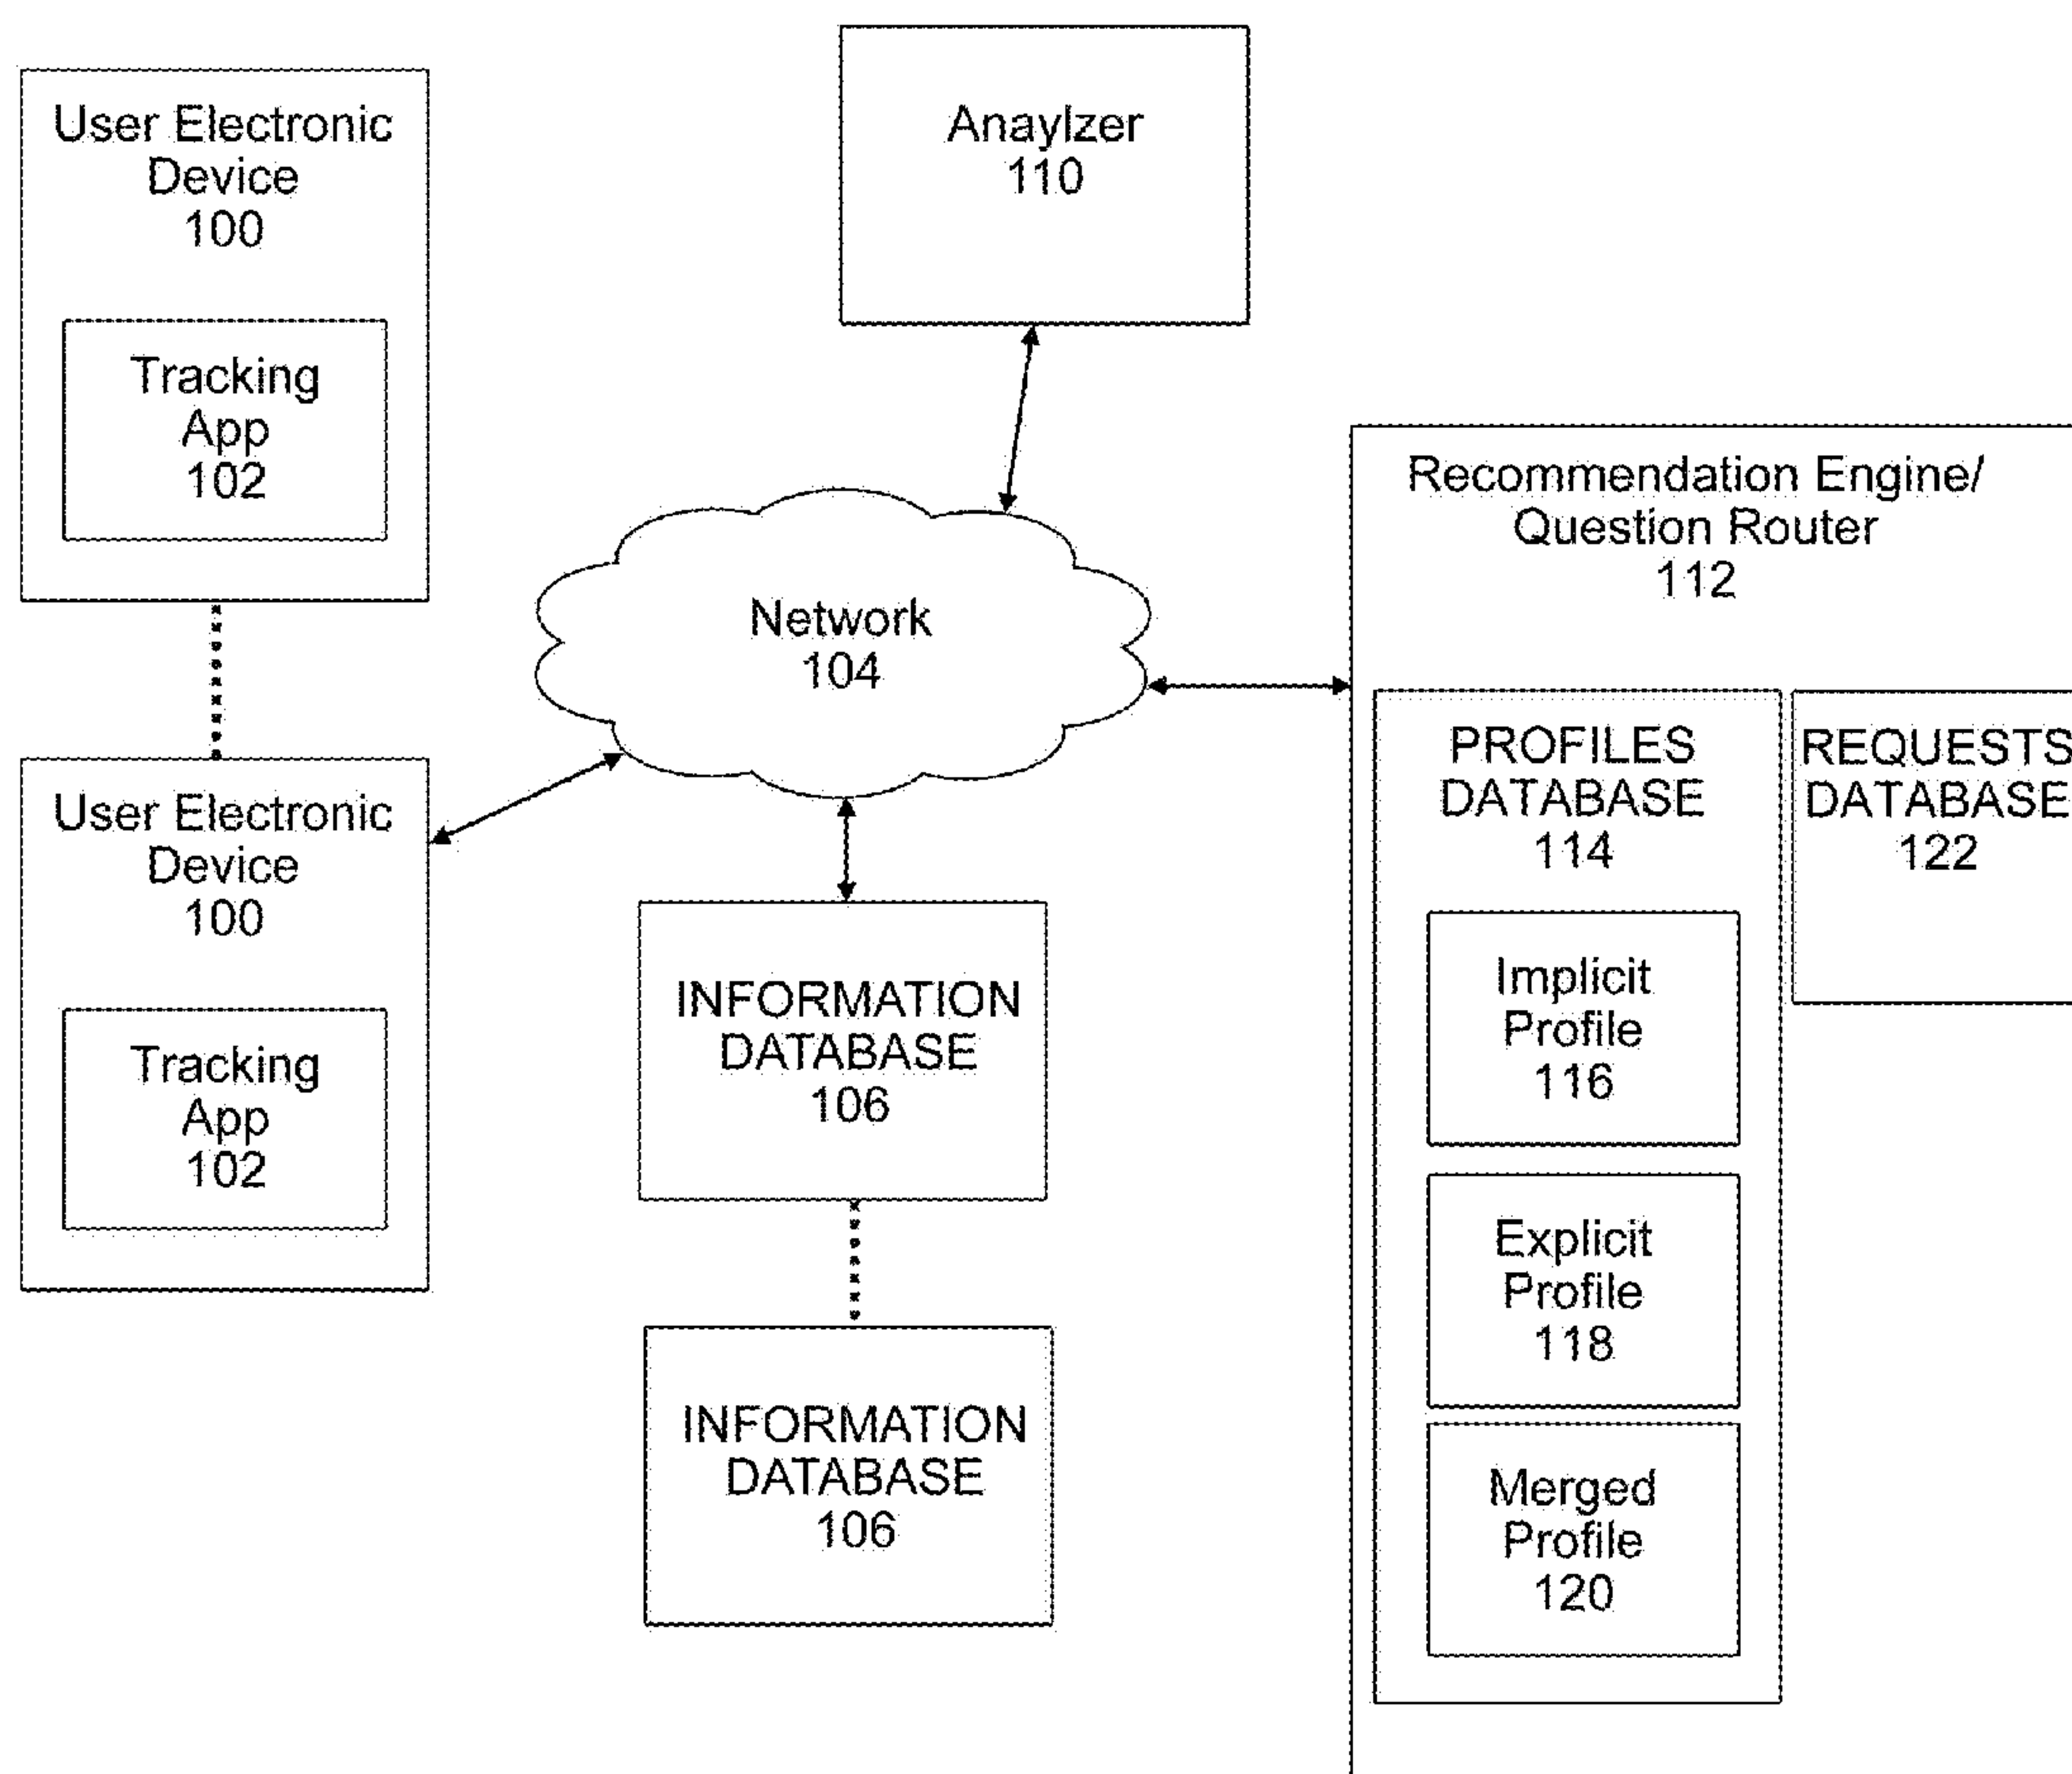 User Electronic
Device
100
Tracking
App
102
User Electronic
Device
100
Tracking
App
102
Anaylzer
110
Network
104
INFORMATION
DATABASE
106
INFORMATION
DATABASE
106
Recommendation Engine/
Question Router
112
PROFILES
DATABASE
114
Implicit
Profile
116
Explicit
Profile
118
Merged
Profile
120
REQUESTS
DATABASE
122